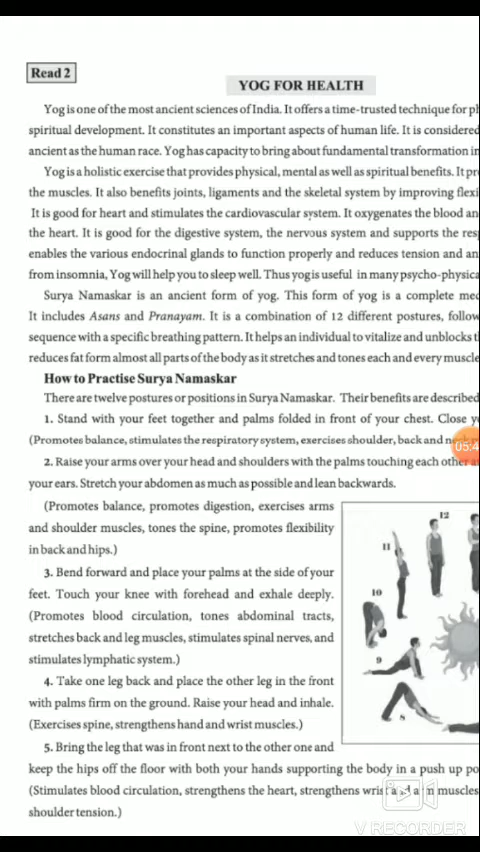 Read 2
YOG FOR HEALTH
Yog is one of the most ancient sciences of India. It offers a time-trusted technique for
spiritual development. It constitutes an important aspects of human life. It is considered
ancient as the human race. Yog has capacity to bring about fundamental transformation in
Yog is a holistic exercise that provides physical, mental as well as spiritual benefits. It
the muscles. It also benefits joints, ligaments and the skeletal system by improving
It is good for heart and stimulates the cardiovascular system. It oxygenates the blood
the heart. It is good for the digestive system, the nervous system and supports the
enables the various endocrinal glands to function properly and reduces tension and
from insomnia, Yog will help you to sleep well. Thus yog is useful in many
Surya Namaskar is an ancient form of yog. This form of yog is a complete
It includes Asans and Pranayam. It is a combination of 12 different postures,
sequence with a specific breathing pattern. It helps an individual to vitalize and unblocks
reduces fat form almost all parts of the body as it stretches and tones each and every muscle
How to Practise Surya Namaskar
There are twelve postures or positions in Surya Namaskar. Their benefits are described
1. Stand with your feet together and palms folded in front of your chest. Close
(Promotes balance, stimulates the respiratory system, exercises shoulder, back and
05:4
2. Raise your arms over your head and shoulders with the palms touching each other
your ears. Stretch your abdomen as much as possible and lean backwards.
(Promotes balance, promotes digestion, exercises arms
and shoulder muscles, tones the spine, promotes flexibility
in back and hips.)
3. Bend forward and place your palms at the side of your
feet. Touch your knee with forehead and exhale deeply.
(Promotes blood circulation, tones abdominal tracts,
stretches back and leg muscles, stimulates spinal nerves, and
stimulates lymphatic system.)
4. Take one leg back and place the other leg in the front
with palms firm on the ground. Raise your head and inhale.
(Exercises spine, strengthens hand and wrist muscles.)
5. Bring the leg that was in front next to the other one and
keep the hips off the floor with both your hands supporting the body in a push up
(Stimulates blood circulation, strengthens the heart, strengthens wrist and arm muscles
shoulder tension.)
12
11
10
9
8
V RECORDER